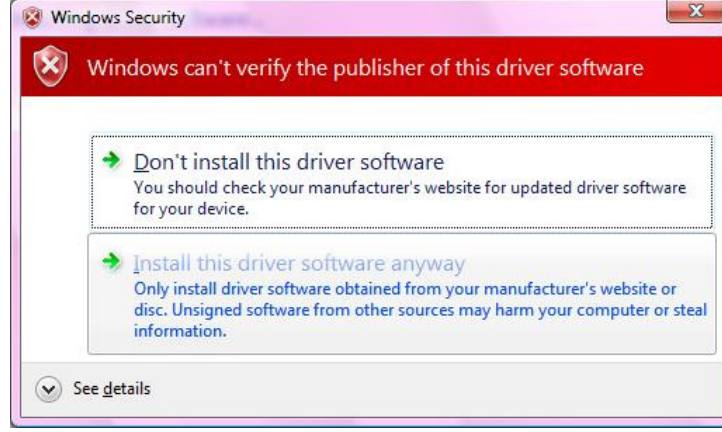 Windows Security
Windows can't verify the publisher of this driver software
Don't install this driver software
You should check your manufacturer's website for updated driver software
for your device.
Install this driver software anyway
Only install driver software obtained from your manufacturer's website or
disc. Unsigned software from other sources may harm your computer or steal
information.
See details